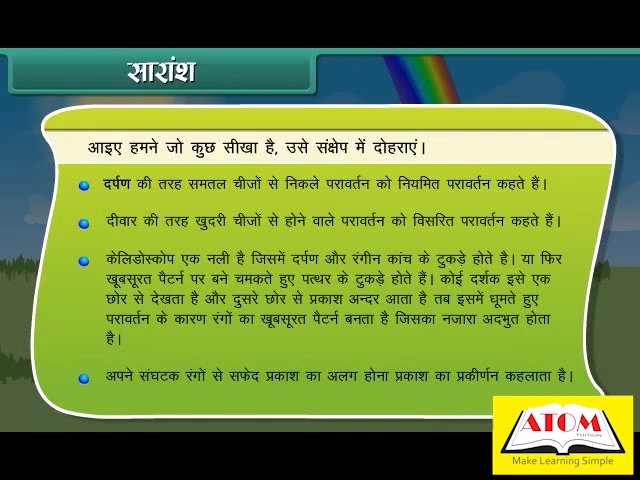 सारांश
आइए हमने जो कुछ सीखा है, उसे संक्षेप में दोहराएं।
दर्पण की तरह समतल चीजों से निकले परावर्तन को नियमित परावर्तन कहते हैं।
दीवार की तरह खुदरी चीजों से होने वाले परावर्तन को विसरित परावर्तन कहते हैं।
केलिडोस्कोप एक नली है जिसमें दर्पण और रंगीन कांच के टुकड़े होते है। या फिर
खूबसूरत पैटर्न पर बने चमकते हुए पत्थर के टुकड़े होते हैं। कोई दर्शक इसे एक
छोर से देखता है और दुसरे छोर से प्रकाश अन्दर आता है तब इसमें घूमते हुए
परावर्तन के कारण रंगों का खूबसूरत पैटर्न बनता है जिसका नजारा अदभुत होता
है।
अपने संघटक रंगों से सफेद प्रकाश का अलग होना प्रकाश का प्रकीर्णन कहलाता है।
ATOM
TUITION
Make Learning Simple